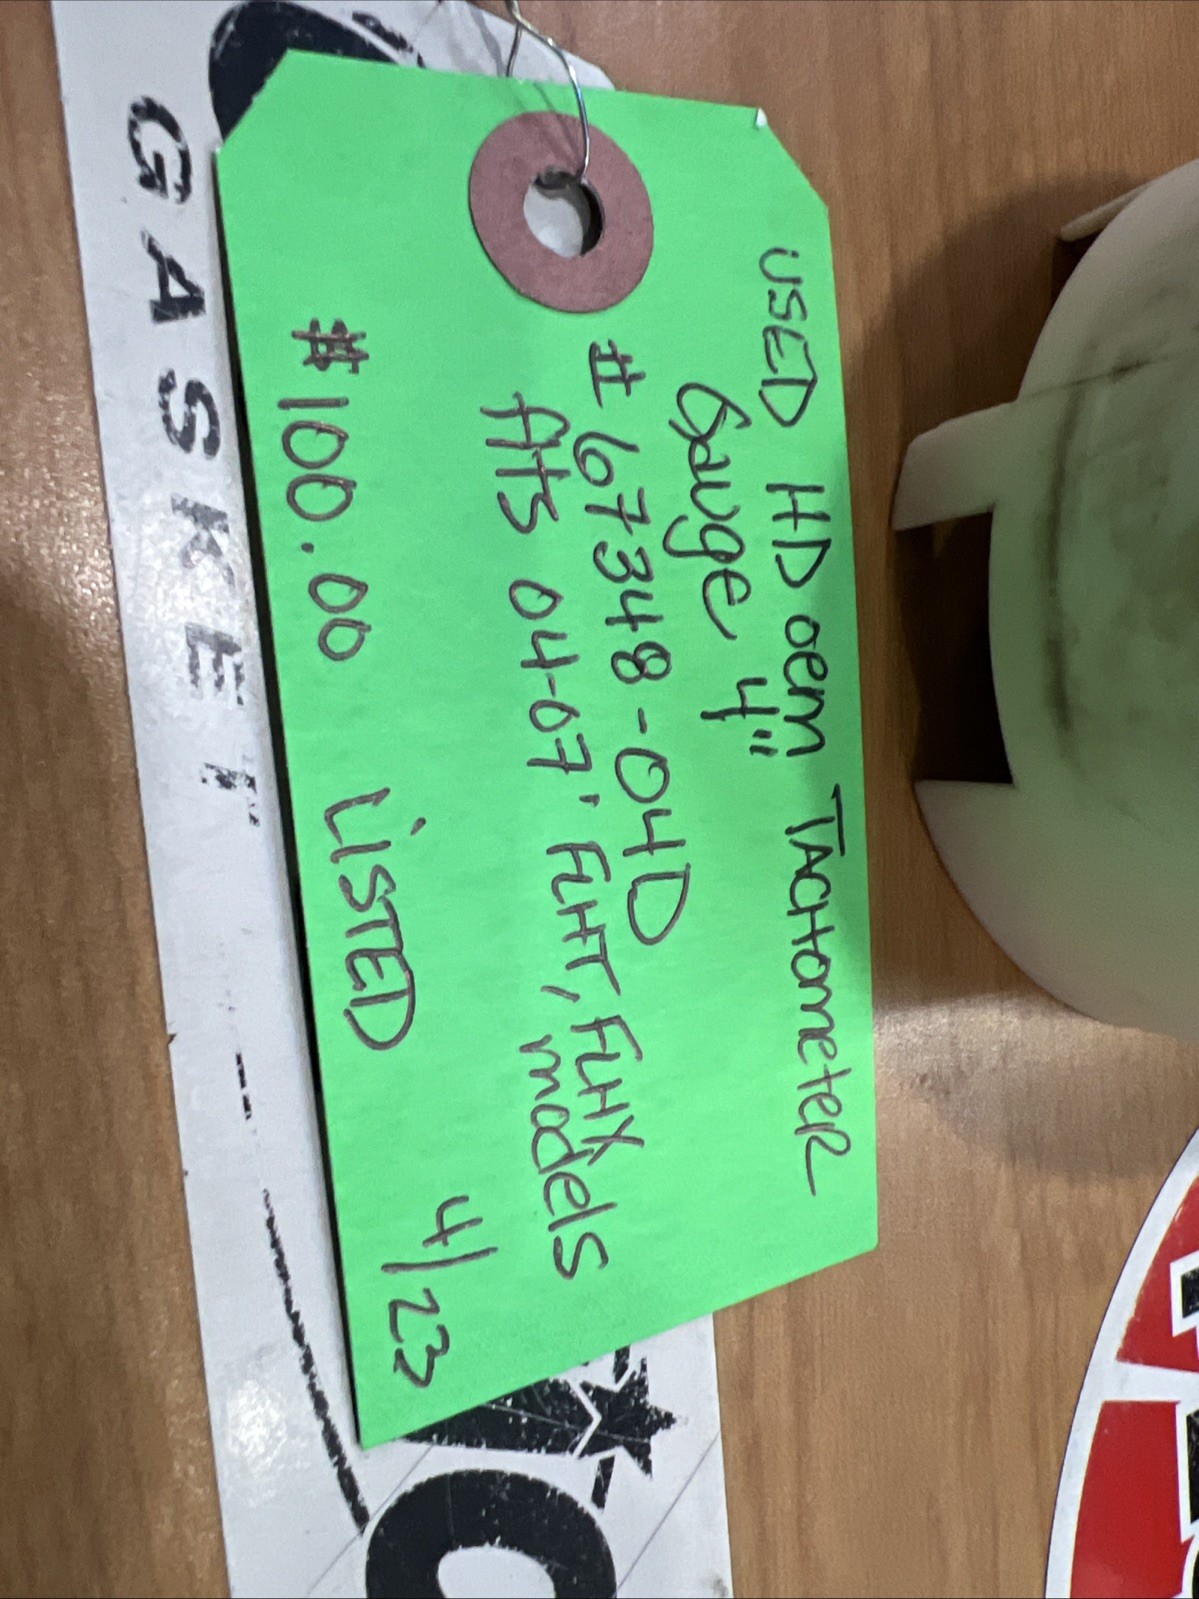 USED HD oem TACHOmeteR
Gauge 4"
# 67348-04D
fits 04-07' FLHT, FLHX
models
$100.00 LiSTED 4/23
GASKET